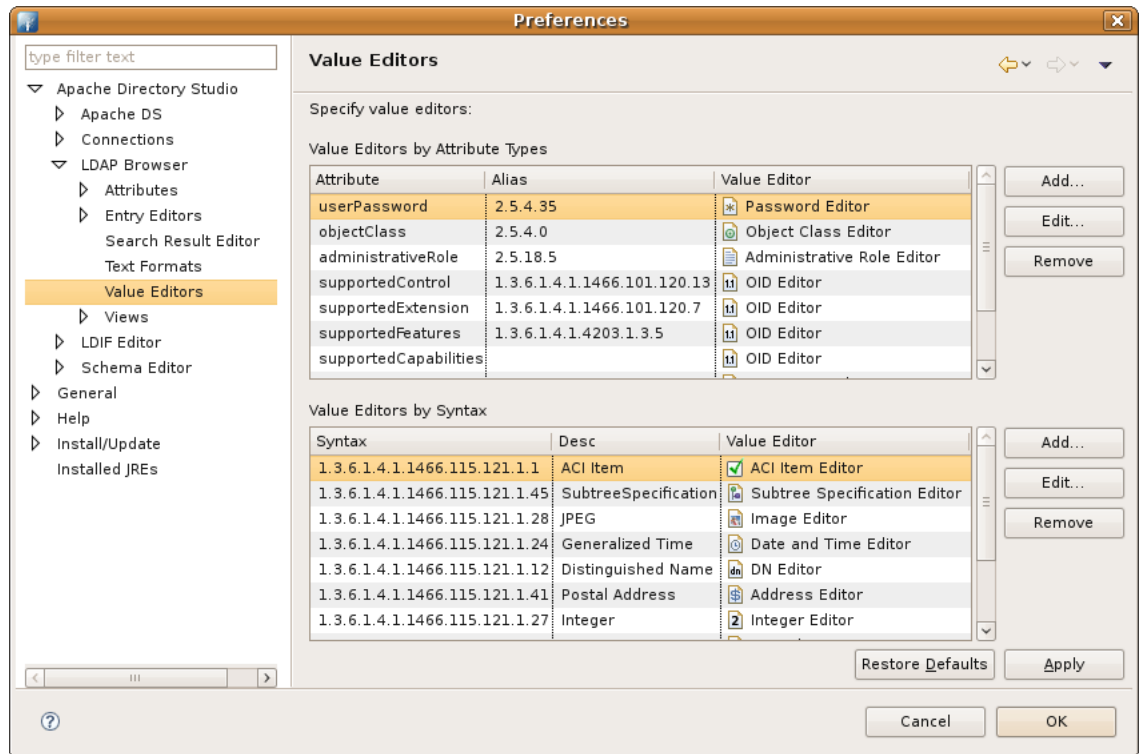 Preferences
type filter text
Apache Directory Studio
Apache DS
Connections
LDAP Browser
Attributes
Entry Editors
Search Result Editor
Text Formats
Value Editors
Views
LDIF Editor
Schema Editor
General
Help
Install/Update
Installed JREs
Value Editors
Specify value editors:
Value Editors by Attribute Types
Attribute Alias Value Editor
userPassword 2.5.4.35 Password Editor
objectClass 2.5.4.0 Object Class Editor
administrativeRole 2.5.18.5 Administrative Role Editor
supportedControl 1.3.6.1.4.1.1466.101.120.13 OID Editor
supportedExtension 1.3.6.1.4.1.1466.101.120.7 OID Editor
supportedFeatures 1.3.6.1.4.1.4203.1.3.5 OID Editor
supportedCapabilities OID Editor
Add...
Edit...
Remove
Value Editors by Syntax
Syntax Desc Value Editor
1.3.6.1.4.1.1466.115.121.1.1 ACI Item ACI Item Editor
1.3.6.1.4.1.1466.115.121.1.45 SubtreeSpecification Subtree Specification Editor
1.3.6.1.4.1.1466.115.121.1.28 JPEG Image Editor
1.3.6.1.4.1.1466.115.121.1.24 Generalized Time Date and Time Editor
1.3.6.1.4.1.1466.115.121.1.12 Distinguished Name dn DN Editor
1.3.6.1.4.1.1466.115.121.1.41 Postal Address Address Editor
1.3.6.1.4.1.1466.115.121.1.27 Integer 2 Integer Editor
Add...
Edit...
Remove
Restore Defaults Apply
Cancel OK